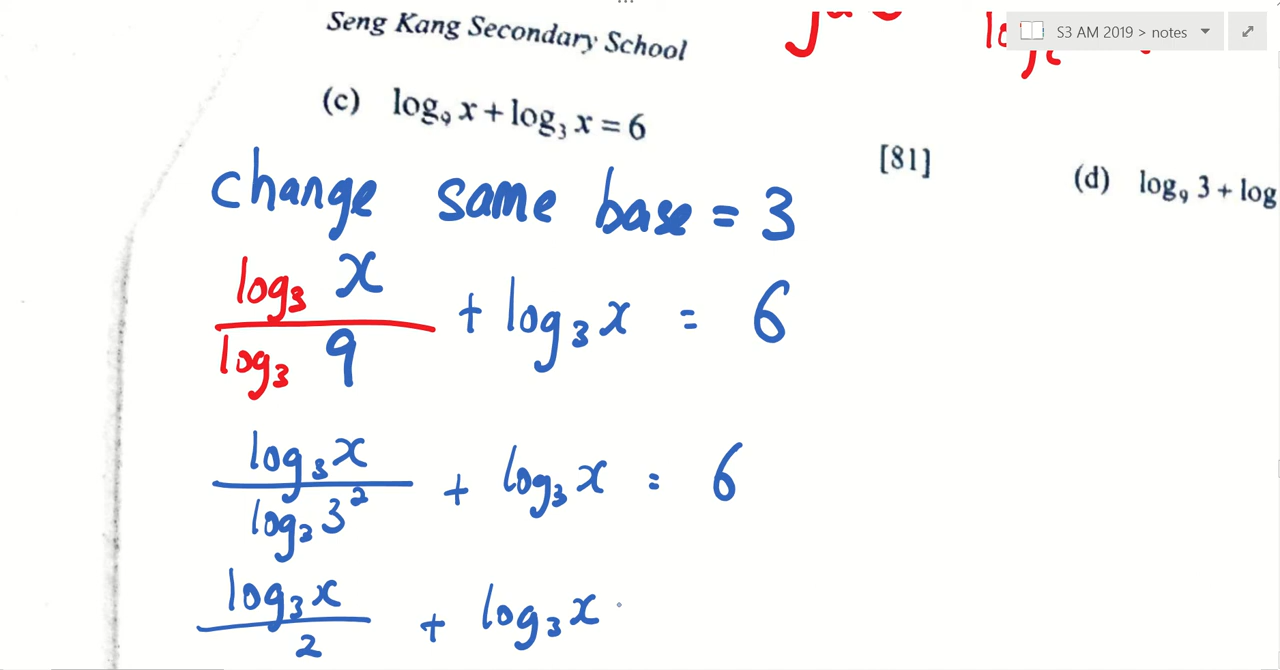 Seng Kang Secondary School
S3 AM 2019 > notes
(c) log₉ x + log₃ x = 6
[81]
(d) log₉ 3 + log
change same base = 3
log₃ x / log₃ 9 + log₃ x = 6
log₃ x / log₃ 3² + log₃ x = 6
log₃ x / 2 + log₃ x